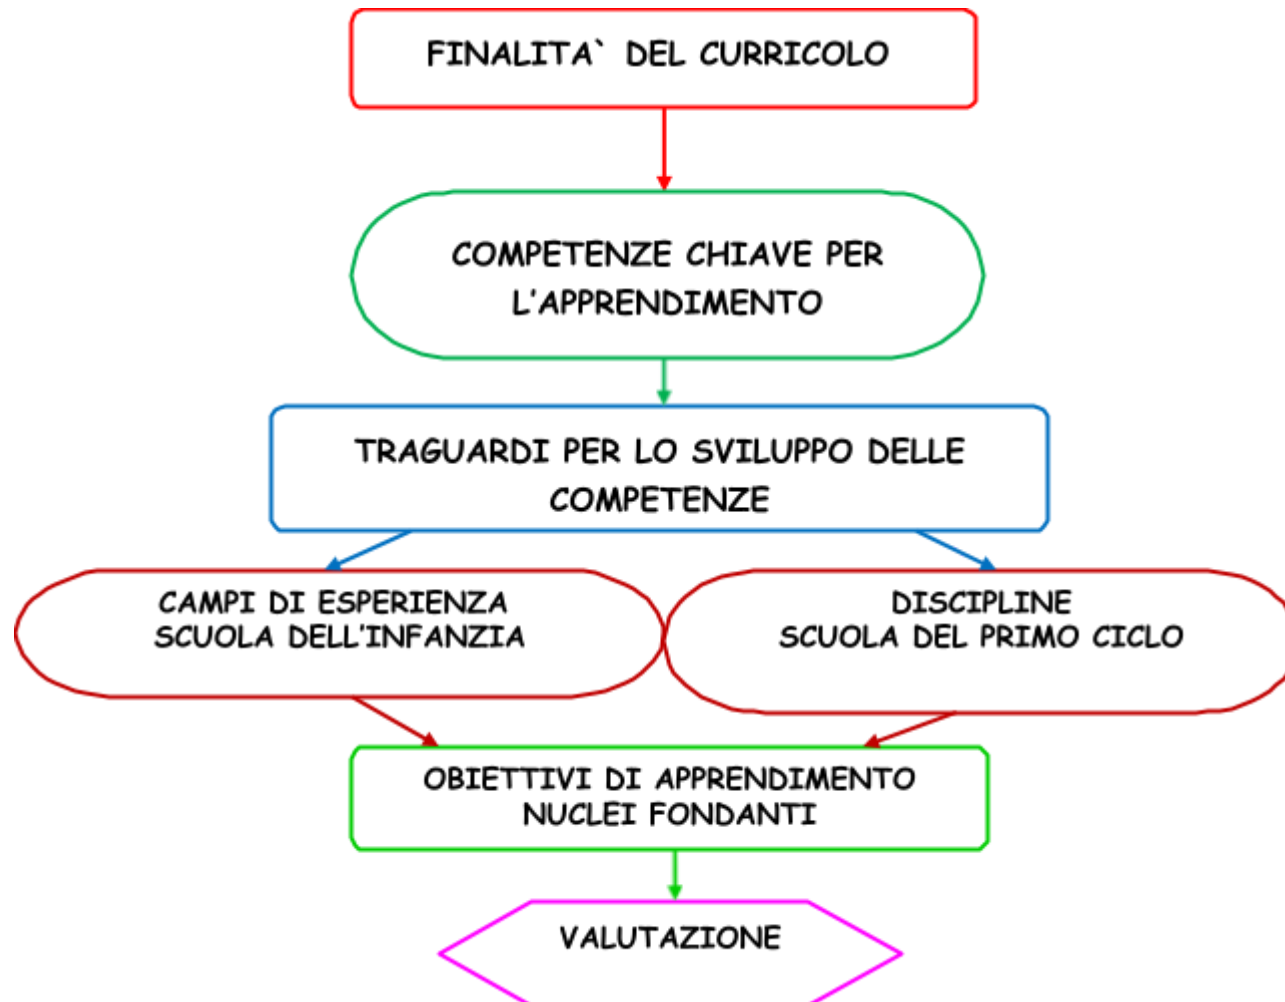 FINALITA` DEL CURRICOLO
COMPETENZE CHIAVE PER
L'APPRENDIMENTO
TRAGUARDI PER LO SVILUPPO DELLE
COMPETENZE
CAMPI DI ESPERIENZA
SCUOLA DELL'INFANZIA
DISCIPLINE
SCUOLA DEL PRIMO CICLO
OBIETTIVI DI APPRENDIMENTO
NUCLEI FONDANTI
VALUTAZIONE